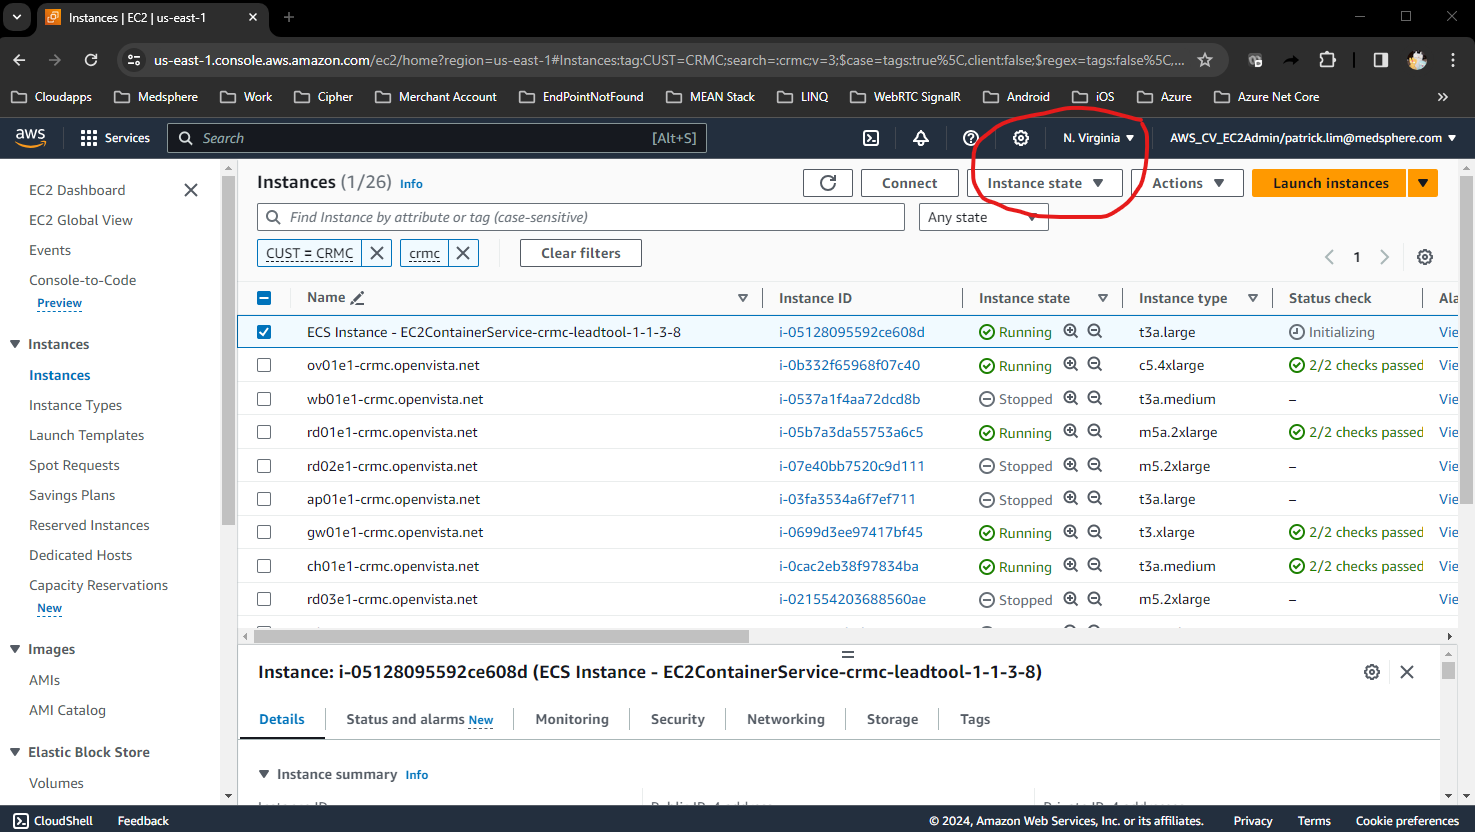 Instances | EC2 | us-east-1
us-east-1.console.aws.amazon.com/ec2/home?region=us-east-1#Instances:tag:CUST=CRMC;search=:crmc;v=3;$case=tags:true%5C,client:false;$regex=tags:false%5C,...
Cloudapps Medsphere Work Cipher Merchant Account EndPointNotFound MEAN Stack LINQ WebRTC SignalR Android iOS Azure Azure Net Core »
aws Services Search [Alt+S] N. Virginia AWS_CV_EC2Admin/patrick.lim@medsphere.com
EC2 Dashboard
EC2 Global View
Events
Console-to-Code
Preview
Instances
Instances
Instance Types
Launch Templates
Spot Requests
Savings Plans
Reserved Instances
Dedicated Hosts
Capacity Reservations
New
Images
AMIs
AMI Catalog
Elastic Block Store
Volumes
Instances (1/26) Info Connect Instance state Actions Launch instances
Find Instance by attribute or tag (case-sensitive) Any state
CUST = CRMC crmc Clear filters 1
Name Instance ID Instance state Instance type Status check Ala
ECS Instance - EC2ContainerService-crmc-leadtool-1-1-3-8 i-05128095592ce608d Running t3a.large Initializing Vie
ov01e1-crmc.openvista.net i-0b332f65968f07c40 Running c5.4xlarge 2/2 checks passed Vie
wb01e1-crmc.openvista.net i-0537a1f4aa72dcd8b Stopped t3a.medium – Vie
rd01e1-crmc.openvista.net i-05b7a3da55753a6c5 Running m5a.2xlarge 2/2 checks passed Vie
rd02e1-crmc.openvista.net i-07e40bb7520c9d111 Stopped m5.2xlarge – Vie
ap01e1-crmc.openvista.net i-03fa3534a6f7ef711 Stopped t3a.large – Vie
gw01e1-crmc.openvista.net i-0699d3ee97417bf45 Running t3.xlarge 2/2 checks passed Vie
ch01e1-crmc.openvista.net i-0cac2eb38f97834ba Running t3a.medium 2/2 checks passed Vie
rd03e1-crmc.openvista.net i-021554203688560ae Stopped m5.2xlarge – Vie
Instance: i-05128095592ce608d (ECS Instance - EC2ContainerService-crmc-leadtool-1-1-3-8)
Details Status and alarms New Monitoring Security Networking Storage Tags
Instance summary Info
CloudShell Feedback © 2024, Amazon Web Services, Inc. or its affiliates. Privacy Terms Cookie preferences